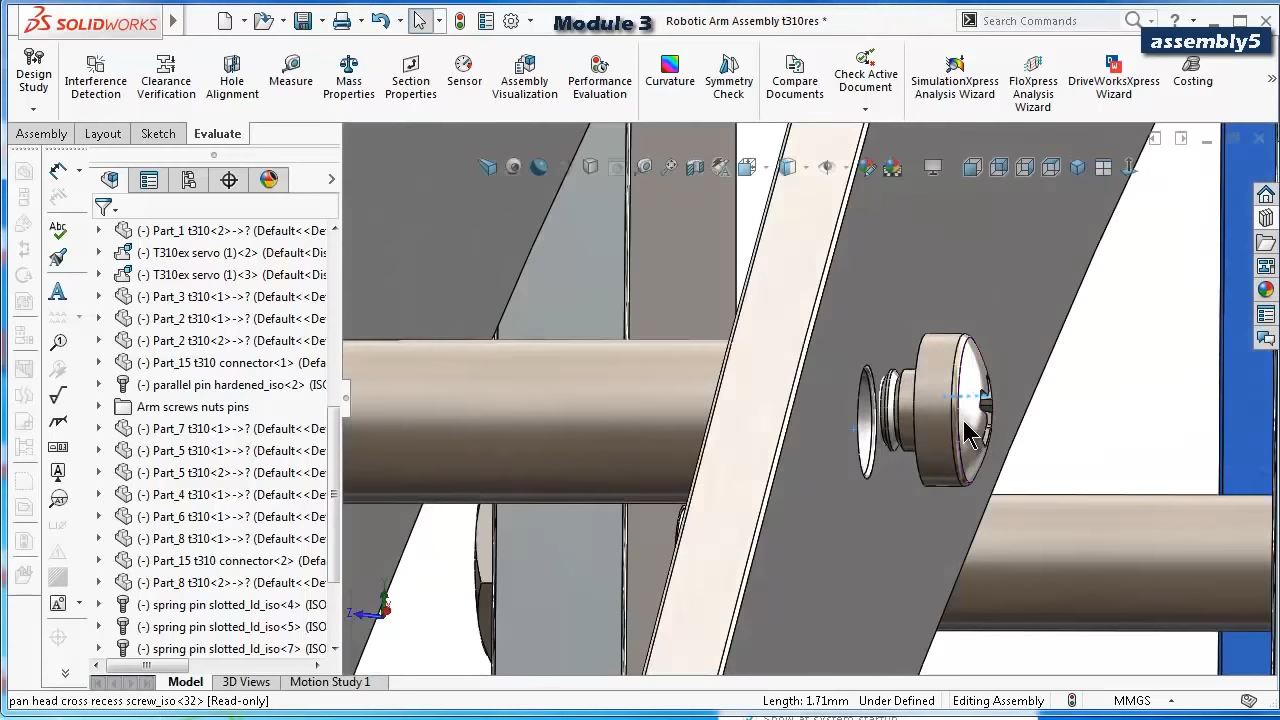 SOLIDWORKS
Module 3
Robotic Arm Assembly t310res *
Search Commands
assembly5
Design Study
Interference Detection
Clearance Verification
Hole Alignment
Measure
Mass Properties
Section Properties
Sensor
Assembly Visualization
Performance Evaluation
Curvature
Symmetry Check
Compare Documents
Check Active Document
SimulationXpress Analysis Wizard
FloXpress Analysis Wizard
DriveWorksXpress Wizard
Costing
Assembly
Layout
Sketch
Evaluate
(-) Part_1 t310<2>->? (Default<<De
(-) T310ex servo (1)<2> (Default<Dis
(-) T310ex servo (1)<3> (Default<Dis
(-) Part_3 t310<1>->? (Default<<De
(-) Part_2 t310<1>->? (Default<<De
(-) Part_2 t310<2>->? (Default<<De
(-) Part_15 t310 connector<1> (Defa
(-) parallel pin hardened_iso<2> (ISO
Arm screws nuts pins
(-) Part_7 t310<1>->? (Default<<De
(-) Part_5 t310<1>->? (Default<<De
(-) Part_5 t310<2>->? (Default<<De
(-) Part_4 t310<1>->? (Default<<De
(-) Part_6 t310<1>->? (Default<<De
(-) Part_8 t310<1>->? (Default<<De
(-) Part_15 t310 connector<2> (Defa
(-) Part_8 t310<2>->? (Default<<De
(-) spring pin slotted_ld_iso<4> (ISO
(-) spring pin slotted_ld_iso<5> (ISO
(-) spring pin slotted_ld_iso<7> (ISO
Abc
Z
Model
3D Views
Motion Study 1
pan head cross recess screw_iso<32> [Read-only]
Length: 1.71mm
Under Defined
Editing Assembly
MMGS